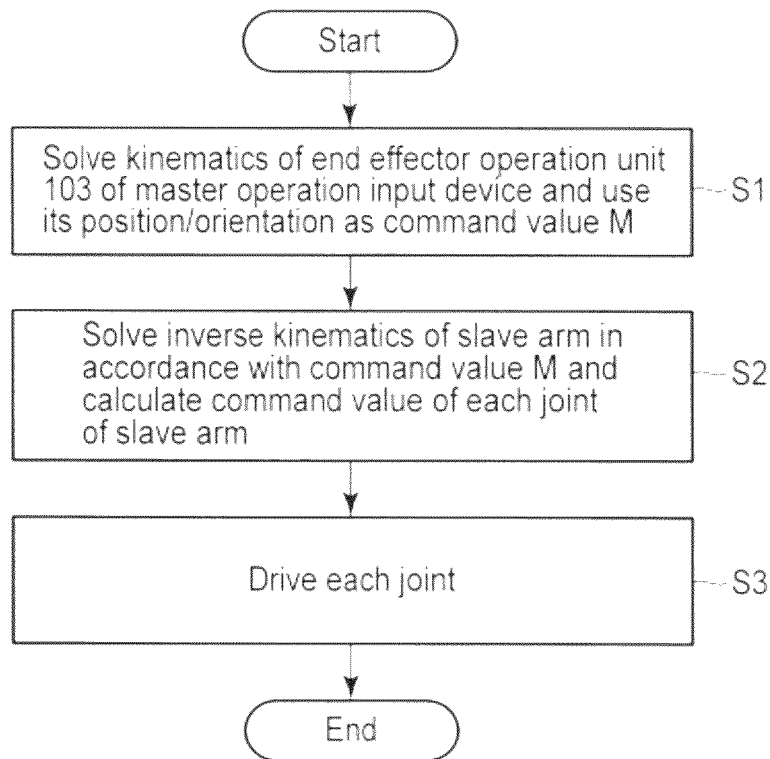 Start
Solve kinematics of end effector operation unit
103 of master operation input device and use
its position/orientation as command value M
S1
Solve inverse kinematics of slave arm in
accordance with command value M and
calculate command value of each joint
of slave arm
S2
Drive each joint
S3
End